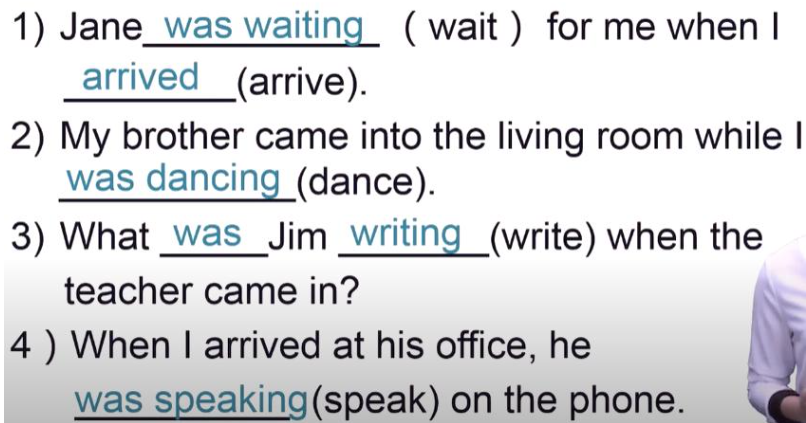 1) Jane was waiting ( wait ) for me when I
arrived (arrive).
2) My brother came into the living room while I
was dancing (dance).
3) What was Jim writing (write) when the
teacher came in?
4 ) When I arrived at his office, he
was speaking (speak) on the phone.